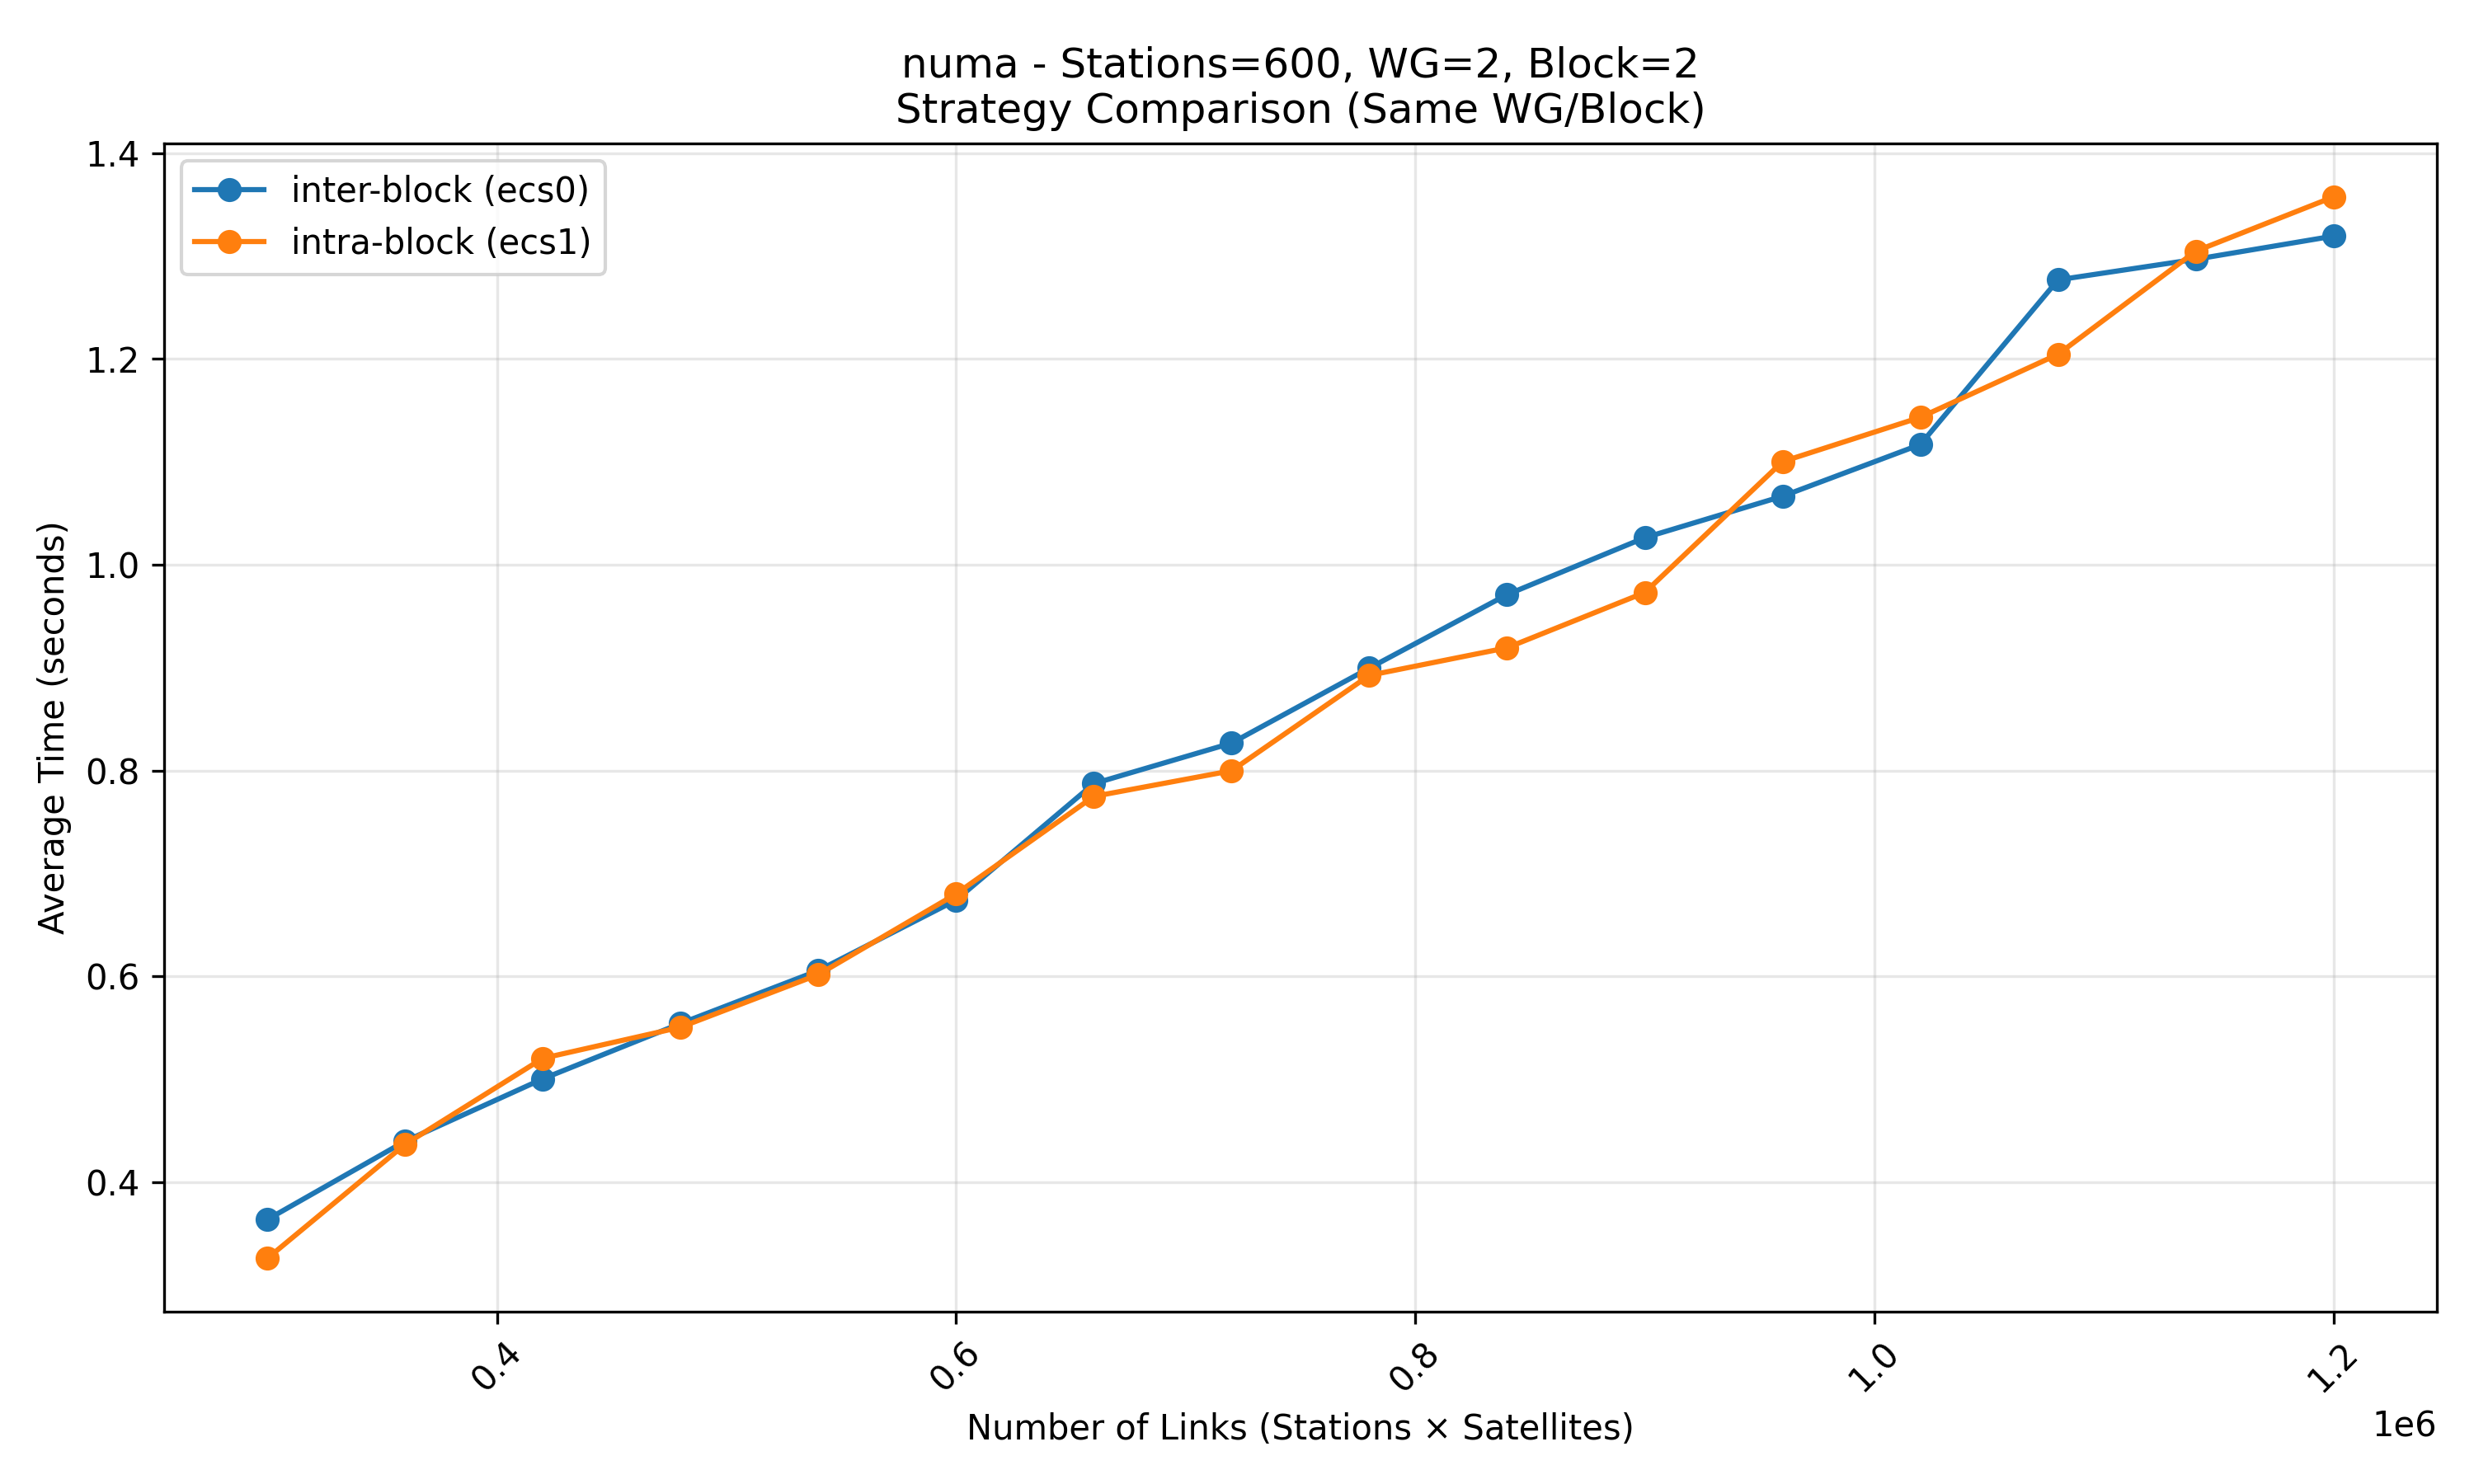 numa - Stations=600, WG=2, Block=2
Strategy Comparison (Same WG/Block)
inter-block (ecs0)
intra-block (ecs1)
Average Time (seconds)
1.4
1.2
1.0
0.8
0.6
0.4
0.4
0.6
0.8
1.0
1.2
1e6
Number of Links (Stations × Satellites)